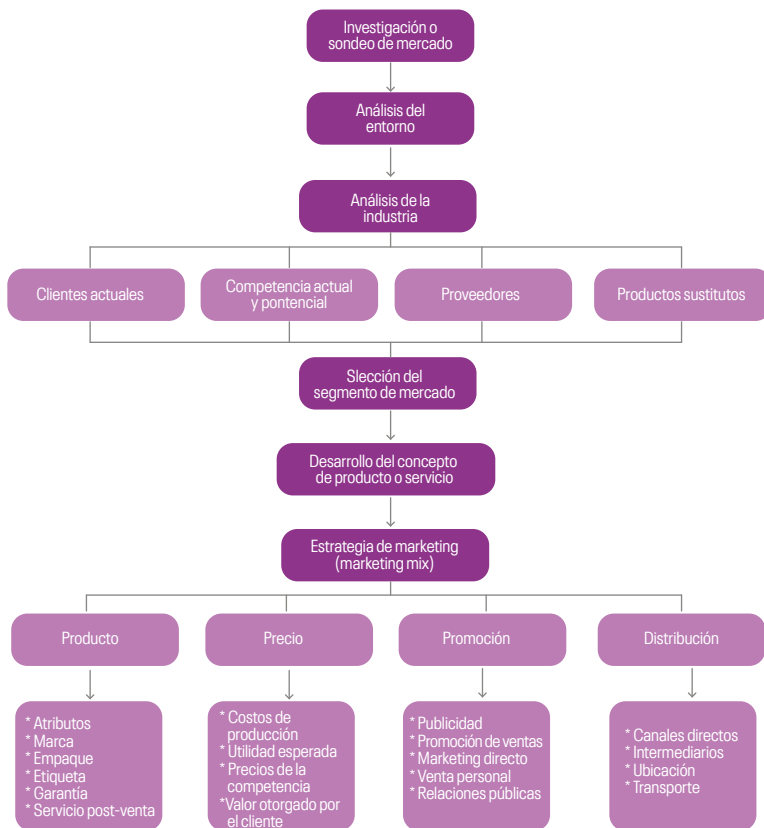 Investigación o
sondeo de mercado
Análisis del
entorno
Análisis de la
industria
Clientes actuales
Competencia actual
y pontencial
Proveedores
Productos sustitutos
Slección del
segmento de mercado
Desarrollo del concepto
de producto o servicio
Estrategia de marketing
(marketing mix)
Producto
Precio
Promoción
Distribución
* Atributos
* Marca
* Empaque
* Etiqueta
* Garantía
* Servicio post-venta
* Costos de
producción
* Utilidad esperada
* Precios de la
competencia
*Valor otorgado por
el cliente
* Publicidad
* Promoción de ventas
* Marketing directo
* Venta personal
* Relaciones públicas
* Canales directos
* Intermediarios
* Ubicación
* Transporte